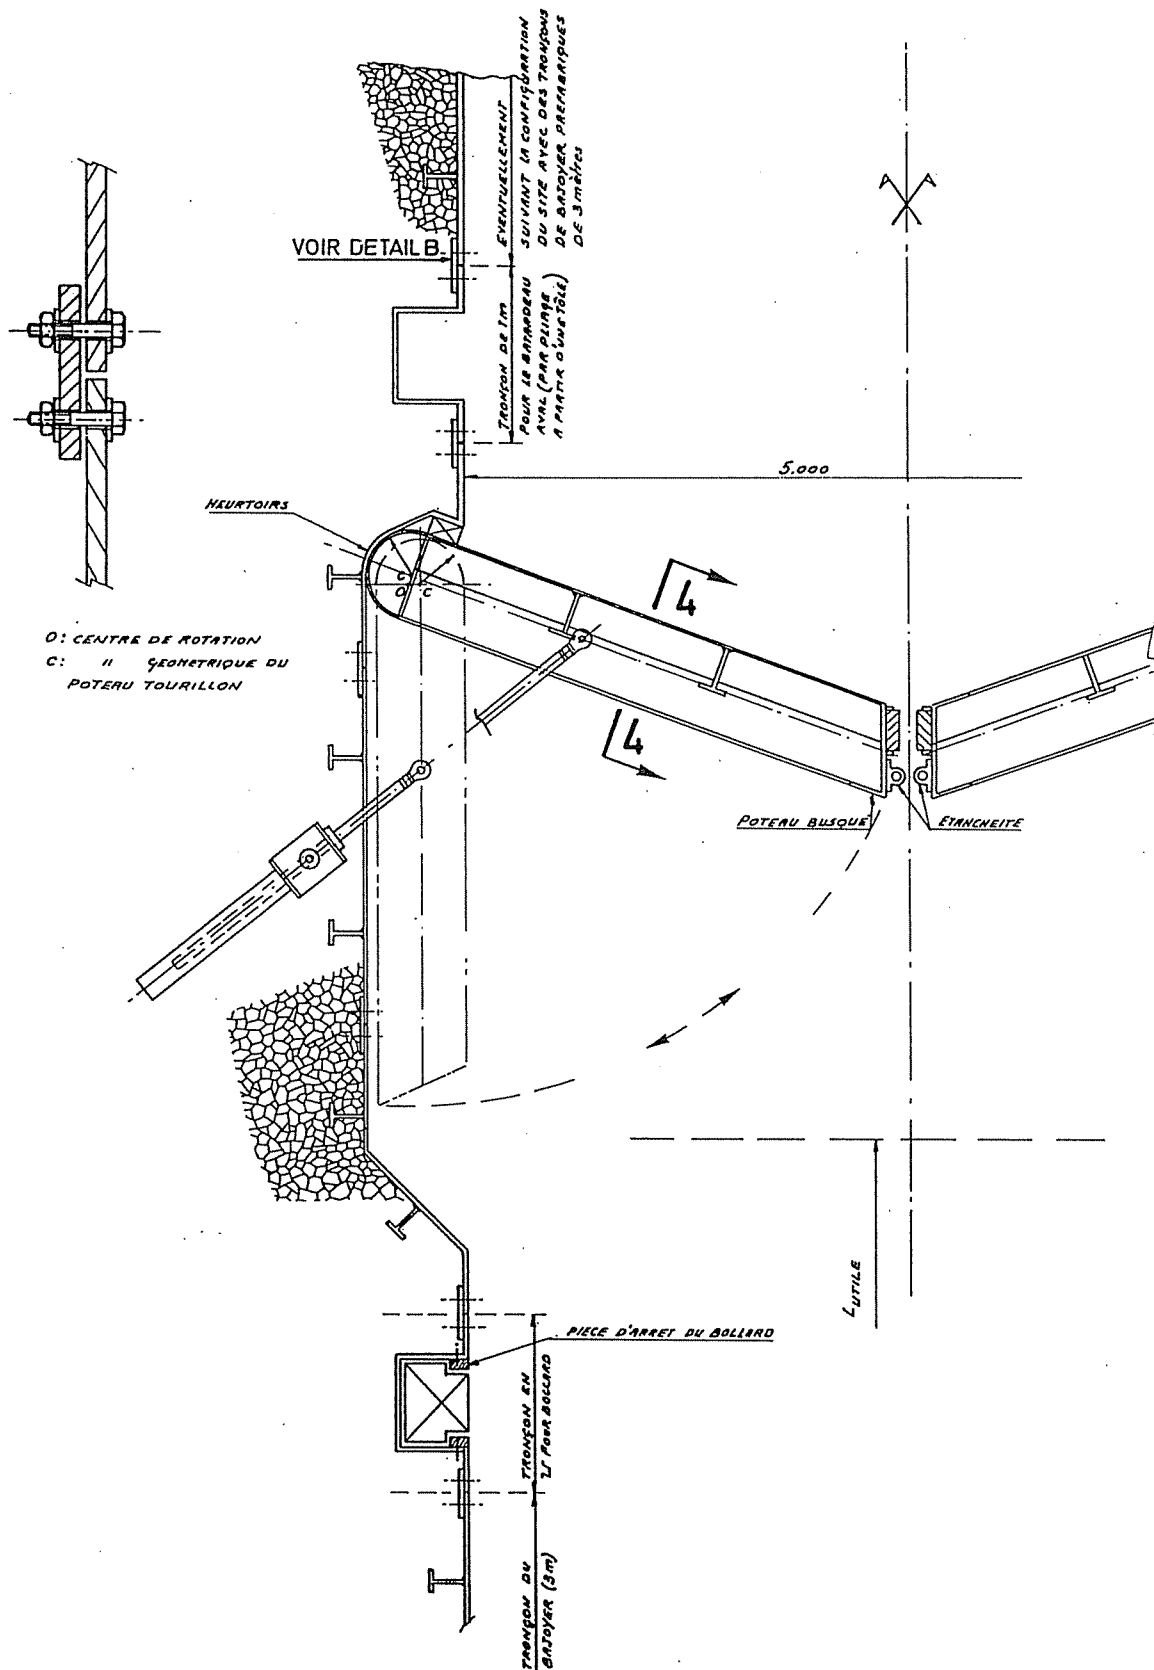 EVENTUELLEMENT
SUIVANT LA CONFIGURATION
DU SITE AVEC DES TRONÇONS
DE BAJOYER PREFABRIQUES
DE 3 mètres
VOIR DETAIL B
TRONÇON DE 1m
POUR LE BATARDEAU
AVAL (PAR PLIAGE
A PARTIR D'UNE TÔLE)
5.000
HEURTOIRS
C
O
C
O: CENTRE DE ROTATION
C: " GEOMETRIQUE DU
POTEAU TOURILLON
4
4
POTEAU BUSQUE
ETANCHEITE
LUTILE
PIECE D'ARRET DU BOLLARD
TRONÇON EN
U POUR BOLLARD
TRONÇON DU
BAJOYER (3m)